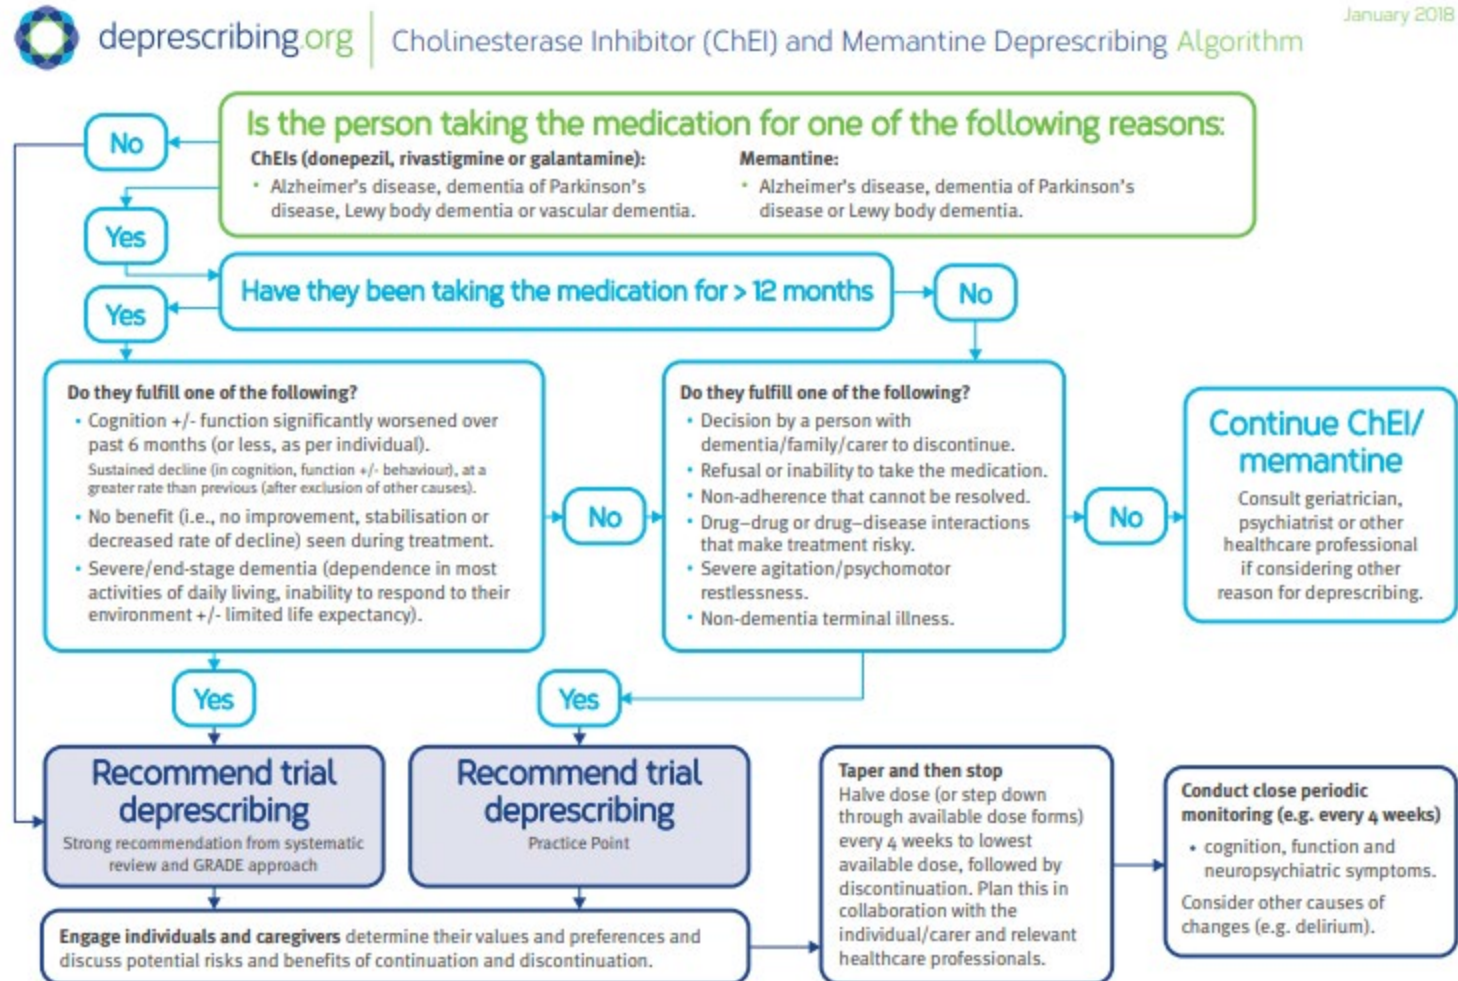 January 2018
deprescribing.org | Cholinesterase Inhibitor (ChEI) and Memantine Deprescribing Algorithm
Is the person taking the medication for one of the following reasons:
ChEIs (donepezil, rivastigmine or galantamine):
• Alzheimer's disease, dementia of Parkinson's
disease, Lewy body dementia or vascular dementia.
Memantine:
• Alzheimer's disease, dementia of Parkinson's
disease or Lewy body dementia.
No
Yes
Have they been taking the medication for > 12 months
No
Yes
Do they fulfill one of the following?
• Cognition +/- function significantly worsened over
past 6 months (or less, as per individual).
Sustained decline (in cognition, function +/- behaviour), at a
greater rate than previous (after exclusion of other causes).
• No benefit (i.e., no improvement, stabilisation or
decreased rate of decline) seen during treatment.
• Severe/end-stage dementia (dependence in most
activities of daily living, inability to respond to their
environment +/- limited life expectancy).
No
Do they fulfill one of the following?
• Decision by a person with
dementia/family/carer to discontinue.
• Refusal or inability to take the medication.
• Non-adherence that cannot be resolved.
• Drug–drug or drug–disease interactions
that make treatment risky.
• Severe agitation/psychomotor
restlessness.
• Non-dementia terminal illness.
No
Continue ChEI/
memantine
Consult geriatrician,
psychiatrist or other
healthcare professional
if considering other
reason for deprescribing.
Yes
Yes
Recommend trial
deprescribing
Strong recommendation from systematic
review and GRADE approach
Recommend trial
deprescribing
Practice Point
Engage individuals and caregivers determine their values and preferences and
discuss potential risks and benefits of continuation and discontinuation.
Taper and then stop
Halve dose (or step down
through available dose forms)
every 4 weeks to lowest
available dose, followed by
discontinuation. Plan this in
collaboration with the
individual/carer and relevant
healthcare professionals.
Conduct close periodic
monitoring (e.g. every 4 weeks)
• cognition, function and
neuropsychiatric symptoms.
Consider other causes of
changes (e.g. delirium).